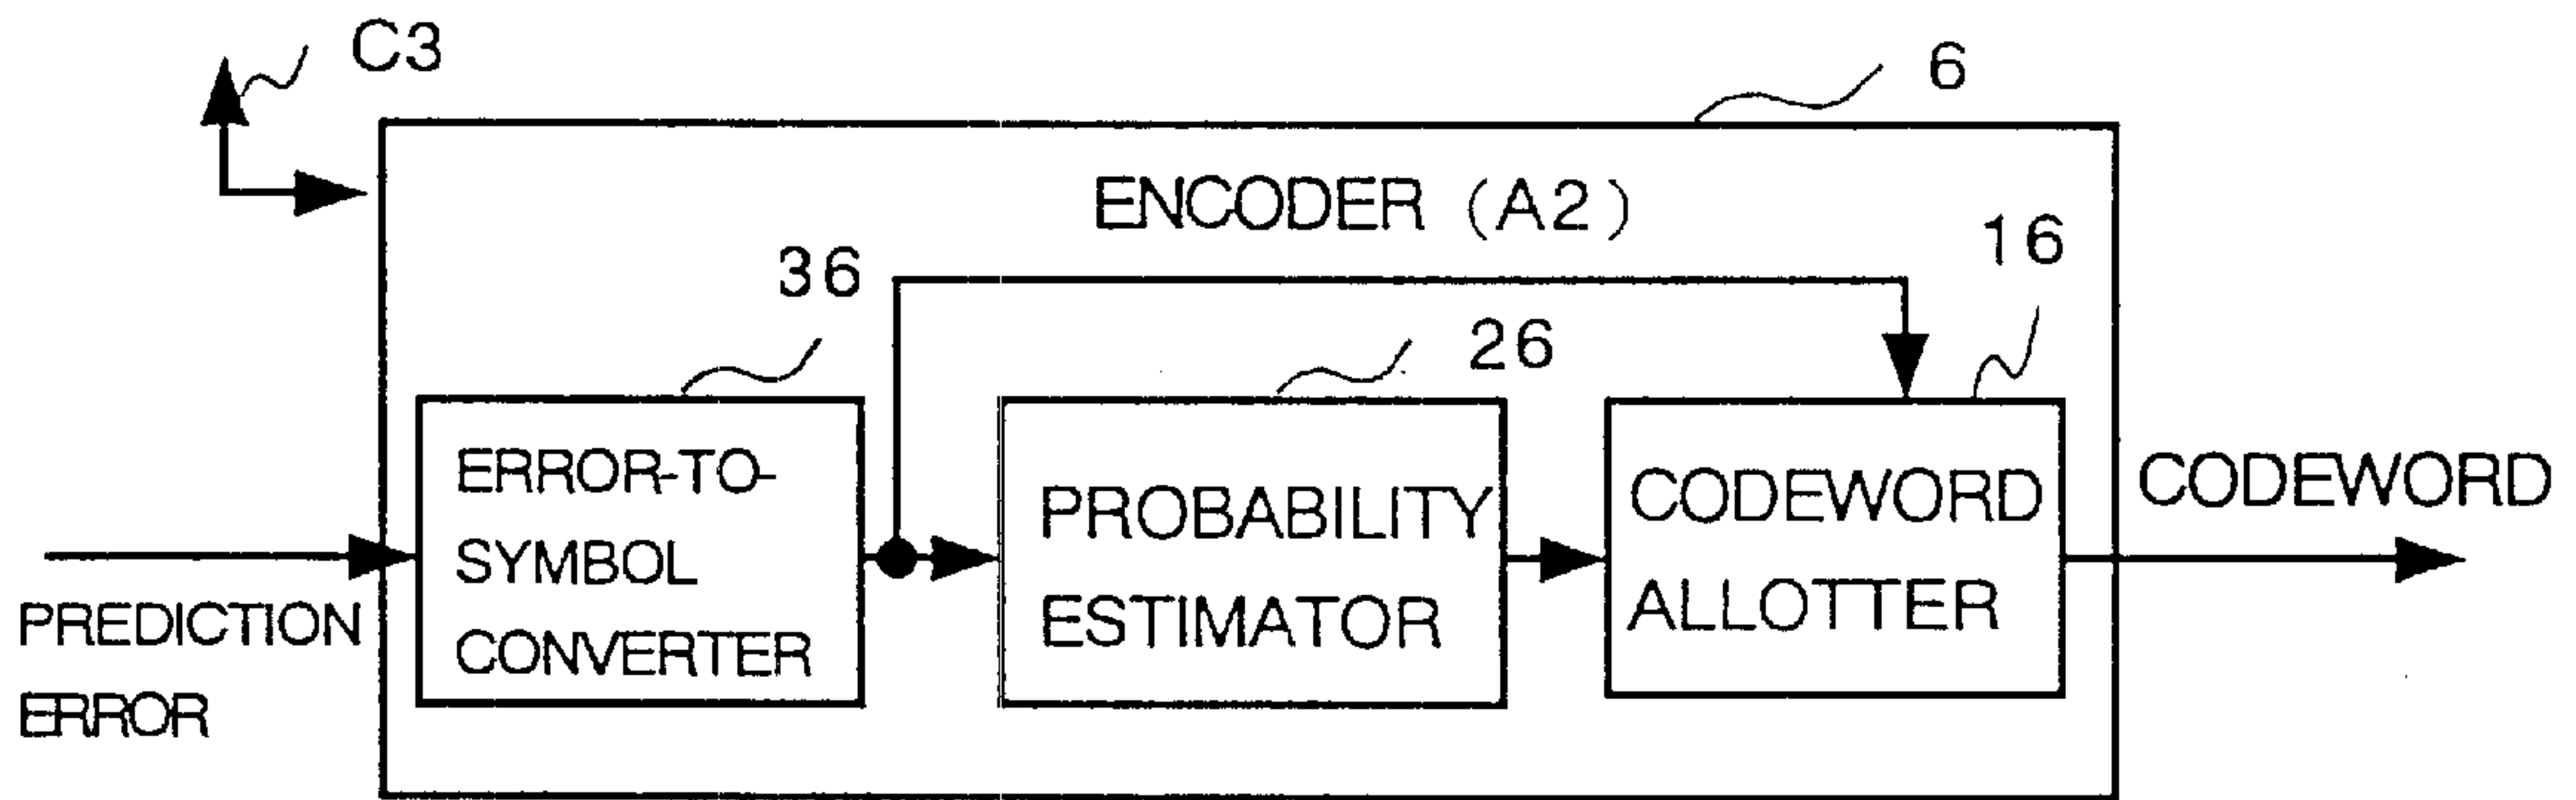 C3
6
ENCODER (A2)
36
26
16
ERROR-TO-
SYMBOL
CONVERTER
PROBABILITY
ESTIMATOR
CODEWORD
ALLOTTER
PREDICTION
ERROR
CODEWORD